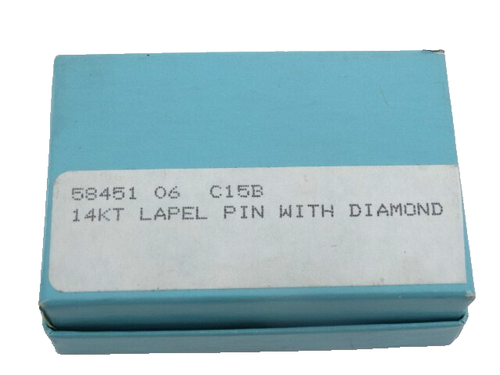 58451 06 C15B
14KT LAPEL PIN WITH DIAMOND